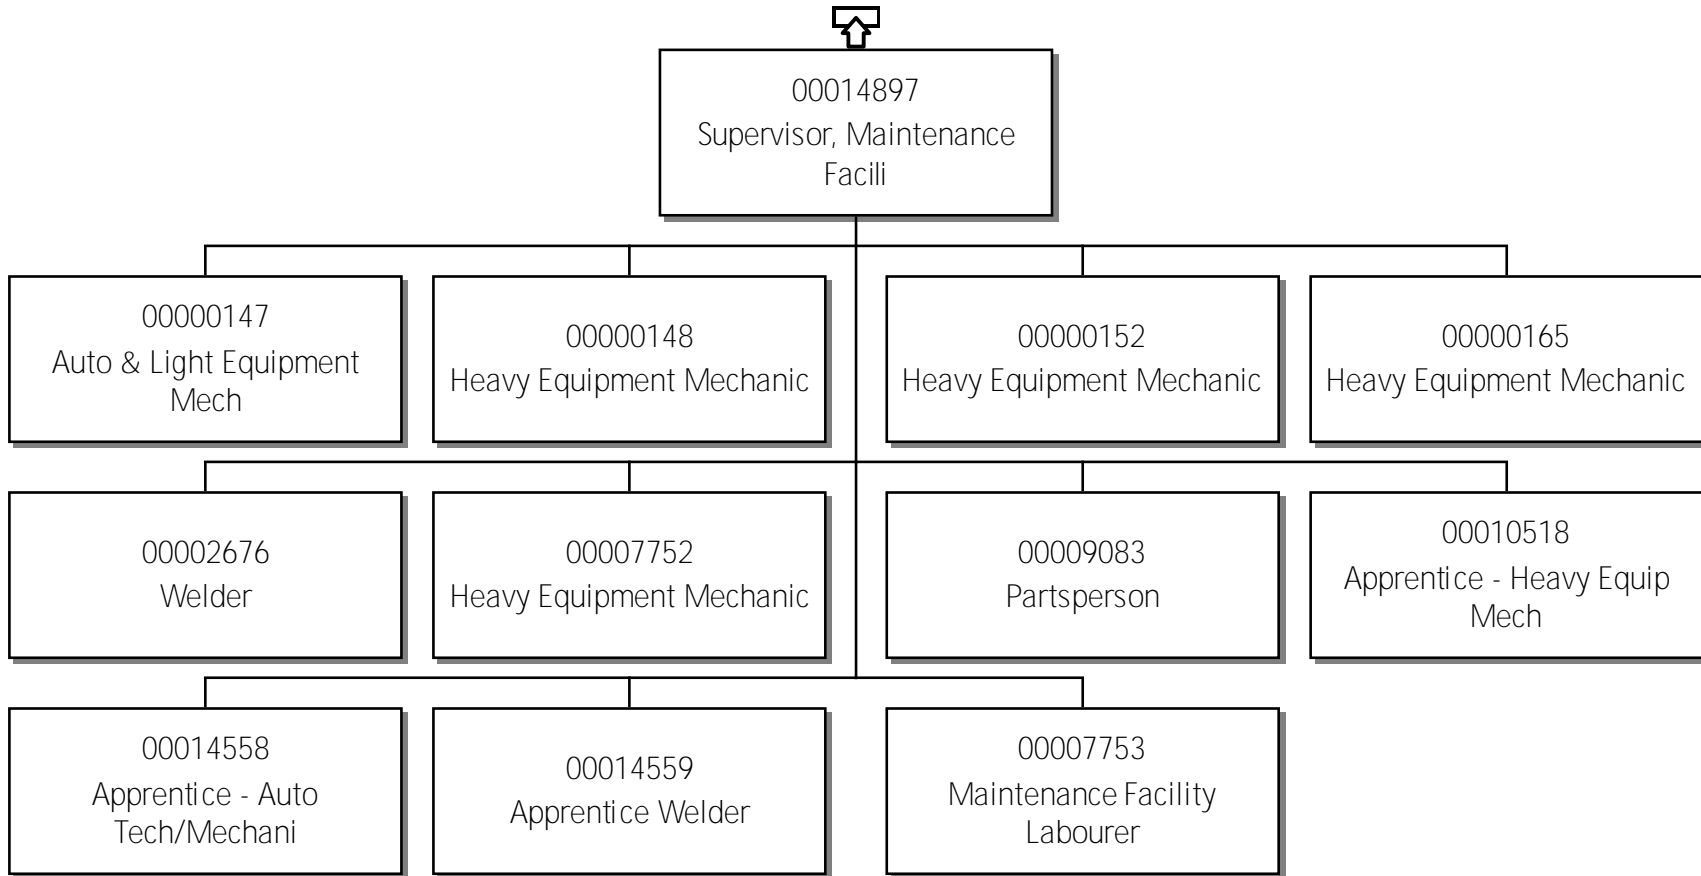 00014897
Supervisor, Maintenance
Facili
00000147
Auto & Light Equipment
Mech
00000148
Heavy Equipment Mechanic
00000152
Heavy Equipment Mechanic
00000165
Heavy Equipment Mechanic
00002676
Welder
00007752
Heavy Equipment Mechanic
00009083
Partsperson
00010518
Apprentice - Heavy Equip
Mech
00014558
Apprentice - Auto
Tech/Mechani
00014559
Apprentice Welder
00007753
Maintenance Facility
Labourer